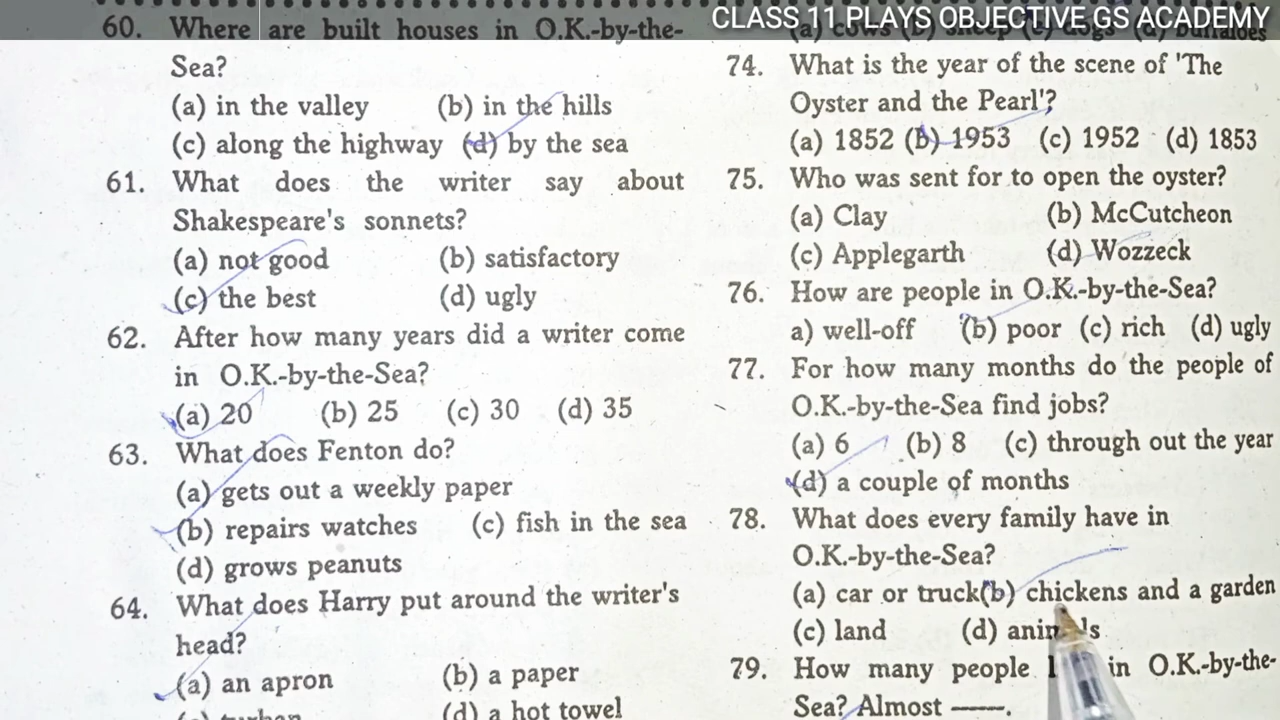 CLASS 11 PLAYS OBJECTIVE GS ACADEMY
60. Where are built houses in O.K.-by-the-
Sea?
(a) in the valley (b) in the hills
(c) along the highway (d) by the sea
61. What does the writer say about
Shakespeare's sonnets?
(a) not good (b) satisfactory
(c) the best (d) ugly
62. After how many years did a writer come
in O.K.-by-the-Sea?
(a) 20 (b) 25 (c) 30 (d) 35
63. What does Fenton do?
(a) gets out a weekly paper
(b) repairs watches (c) fish in the sea
(d) grows peanuts
64. What does Harry put around the writer's
head?
(a) an apron (b) a paper
(d) a hot towel
(a) cows (b) sheep (c) dogs (d) buffaloes
74. What is the year of the scene of 'The
Oyster and the Pearl'?
(a) 1852 (b) 1953 (c) 1952 (d) 1853
75. Who was sent for to open the oyster?
(a) Clay (b) McCutcheon
(c) Applegarth (d) Wozzeck
76. How are people in O.K.-by-the-Sea?
a) well-off (b) poor (c) rich (d) ugly
77. For how many months do the people of
O.K.-by-the-Sea find jobs?
(a) 6 (b) 8 (c) through out the year
(d) a couple of months
78. What does every family have in
O.K.-by-the-Sea?
(a) car or truck(b) chickens and a garden
(c) land (d)
79. How many people in O.K.-by-the-
Sea? Almost ——.